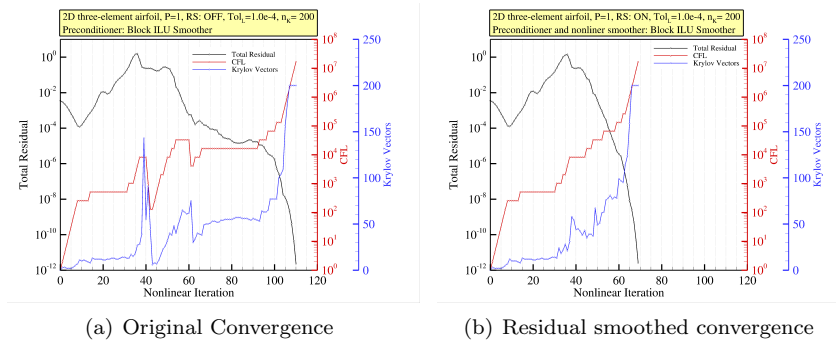 2D three-element airfoil, P=1, RS: OFF, Tol_L=1.0e-4, n_K= 200
Preconditioner: Block ILU Smoother
Total Residual
CFL
Krylov Vectors
10^0
10^-2
10^-4
10^-6
10^-8
10^-10
10^-12
Total Residual
0 20 40 60 80 100 120
Nonlinear Iteration
10^8
10^7
10^6
10^5
10^4
10^3
10^2
10^1
10^0
CFL
250
200
150
100
50
0
Krylov Vectors
(a) Original Convergence
2D three-element airfoil, P=1, RS: ON, Tol_L=1.0e-4, n_K= 200
Preconditioner and nonliner smoother: Block ILU Smoother
Total Residual
CFL
Krylov Vectors
10^0
10^-2
10^-4
10^-6
10^-8
10^-10
10^-12
Total Residual
0 20 40 60 80 100 120
Nonlinear Iteration
10^8
10^7
10^6
10^5
10^4
10^3
10^2
10^1
10^0
CFL
250
200
150
100
50
0
Krylov Vectors
(b) Residual smoothed convergence